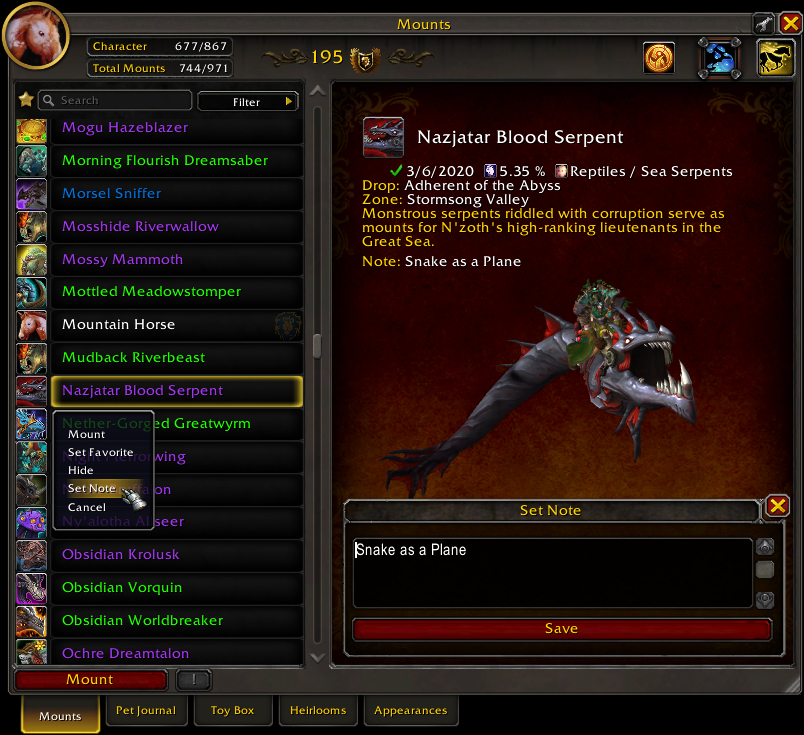 Mounts
Character 677/867
Total Mounts 744/971
195
Search
Filter
Mogu Hazeblazer
Morning Flourish Dreamsaber
Morsel Sniffer
Mosshide Riverwallow
Mossy Mammoth
Mottled Meadowstomper
Mountain Horse
Mudback Riverbeast
Nazjatar Blood Serpent
Nether-Gorged Greatwyrm
Mount
Set Favorite
Hide
Set Note
Cancel
Obsidian Krolusk
Obsidian Vorquin
Obsidian Worldbreaker
Ochre Dreamtalon
Mount
!
Nazjatar Blood Serpent
3/6/2020 5.35 % Reptiles / Sea Serpents
Drop: Adherent of the Abyss
Zone: Stormsong Valley
Monstrous serpents riddled with corruption serve as
mounts for N'zoth's high-ranking lieutenants in the
Great Sea.
Note: Snake as a Plane
Set Note
Snake as a Plane
Save
Mounts
Pet Journal
Toy Box
Heirlooms
Appearances